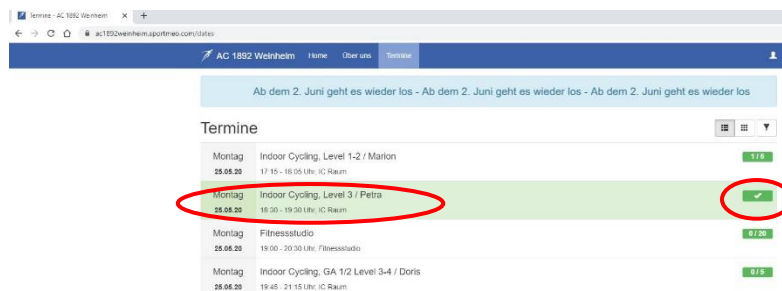 Termine - AC 1892 Weinheim
ac1892weinheim.sportmeo.com/dates
AC 1892 Weinheim Home Über uns Termine
Ab dem 2. Juni geht es wieder los - Ab dem 2. Juni geht es wieder los - Ab dem 2. Juni geht es wieder los
Termine
Montag Indoor Cycling, Level 1-2 / Marion 1 / 6
25.05.20 17:15 - 18:05 Uhr, IC Raum
Montag Indoor Cycling, Level 3 / Petra
25.05.20 18:30 - 19:30 Uhr, IC Raum
Montag Fitnessstudio 0 / 20
25.05.20 19:00 - 20:30 Uhr, Fitnessstudio
Montag Indoor Cycling, GA 1/2 Level 3-4 / Doris 0 / 5
25.05.20 19:45 - 21:15 Uhr, IC Raum